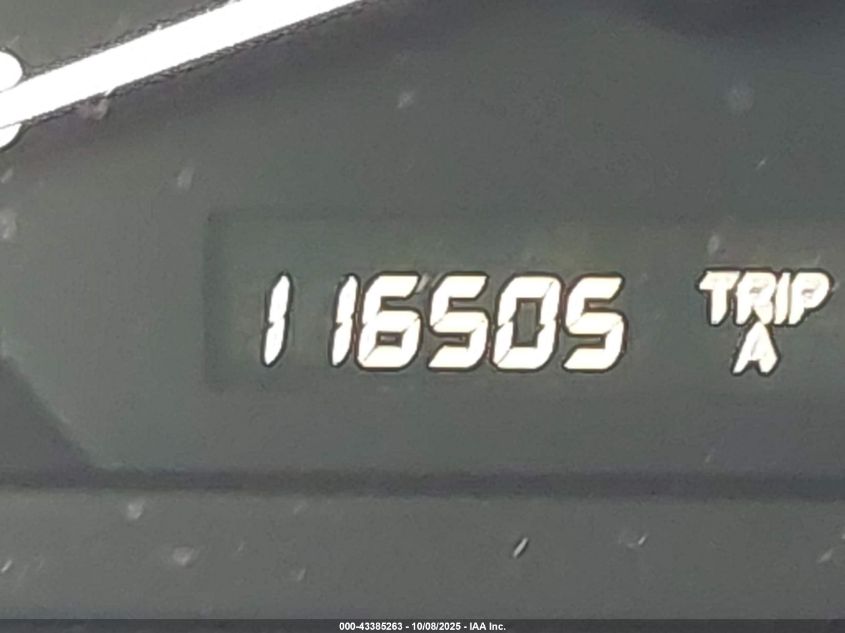 116505 TRIP
A
000-43385263 - 10/08/2025 - IAA Inc.